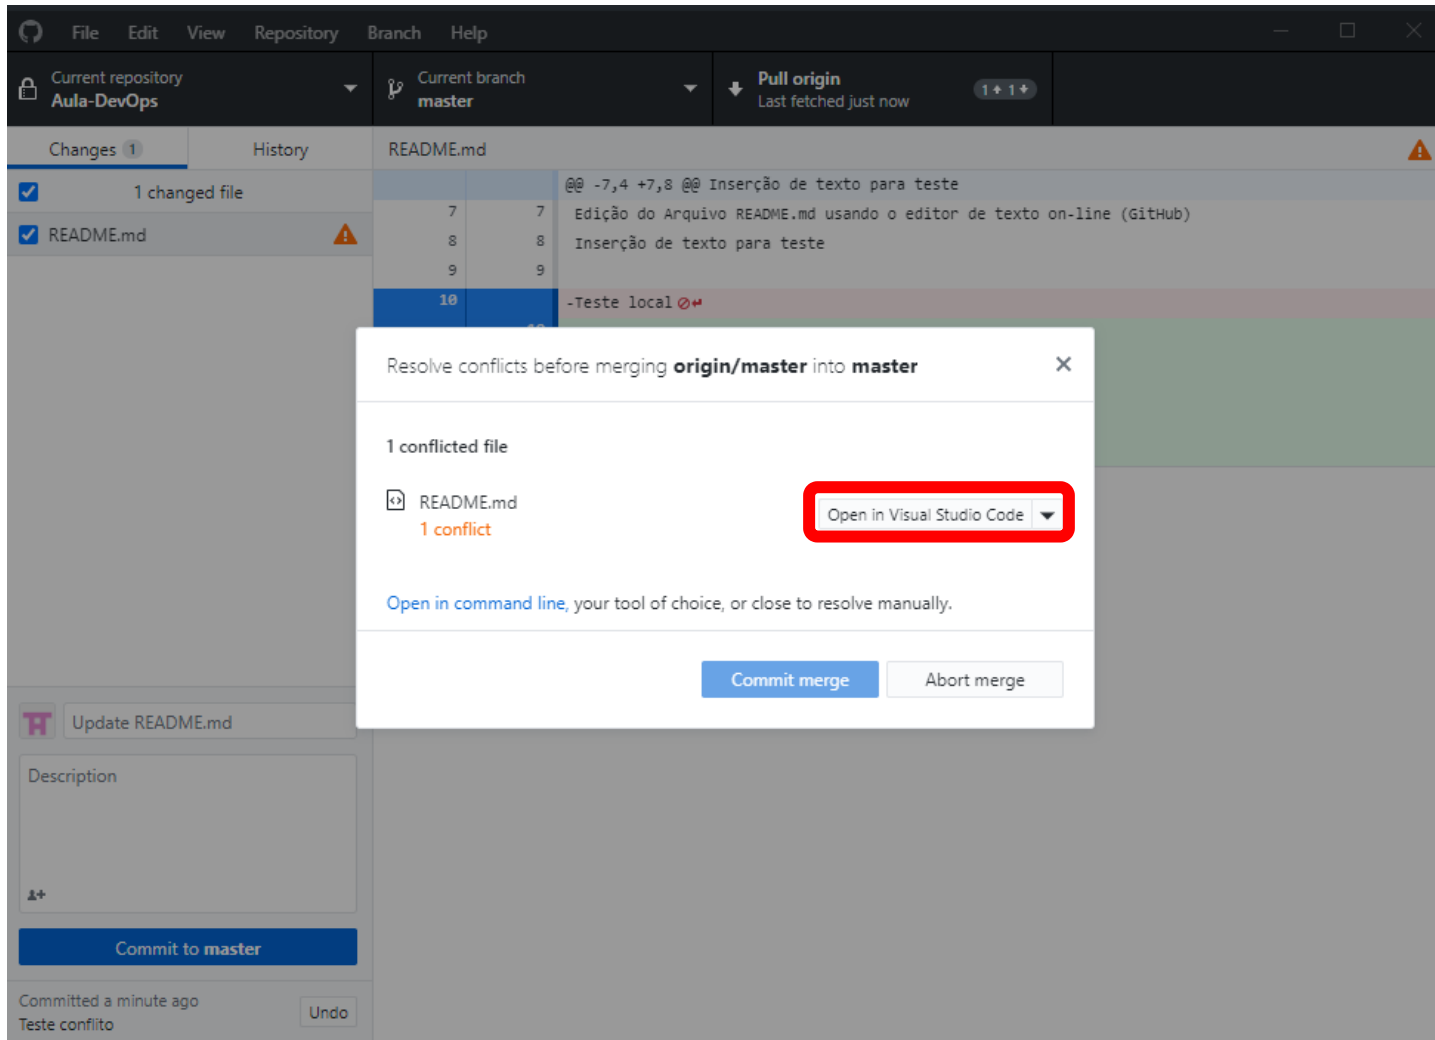 File Edit View Repository Branch Help
Current repository
Aula-DevOps
Current branch
master
Pull origin
Last fetched just now
1 1
Changes 1 History
README.md
1 changed file
README.md
@@ -7,4 +7,8 @@ Inserção de texto para teste
7 7 Edição do Arquivo README.md usando o editor de texto on-line (GitHub)
8 8 Inserção de texto para teste
9 9
10 -Teste local
Resolve conflicts before merging origin/master into master
1 conflicted file
README.md
1 conflict
Open in Visual Studio Code
Open in command line, your tool of choice, or close to resolve manually.
Commit merge Abort merge
Update README.md
Description
Commit to master
Committed a minute ago
Teste conflito
Undo